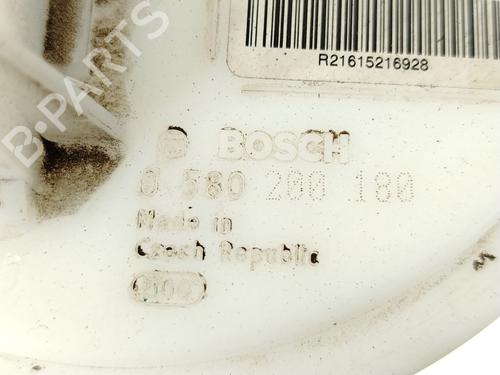 B-PARTS
R21615216928
BOSCH
0 580 200 180
Made in
Czech Republic